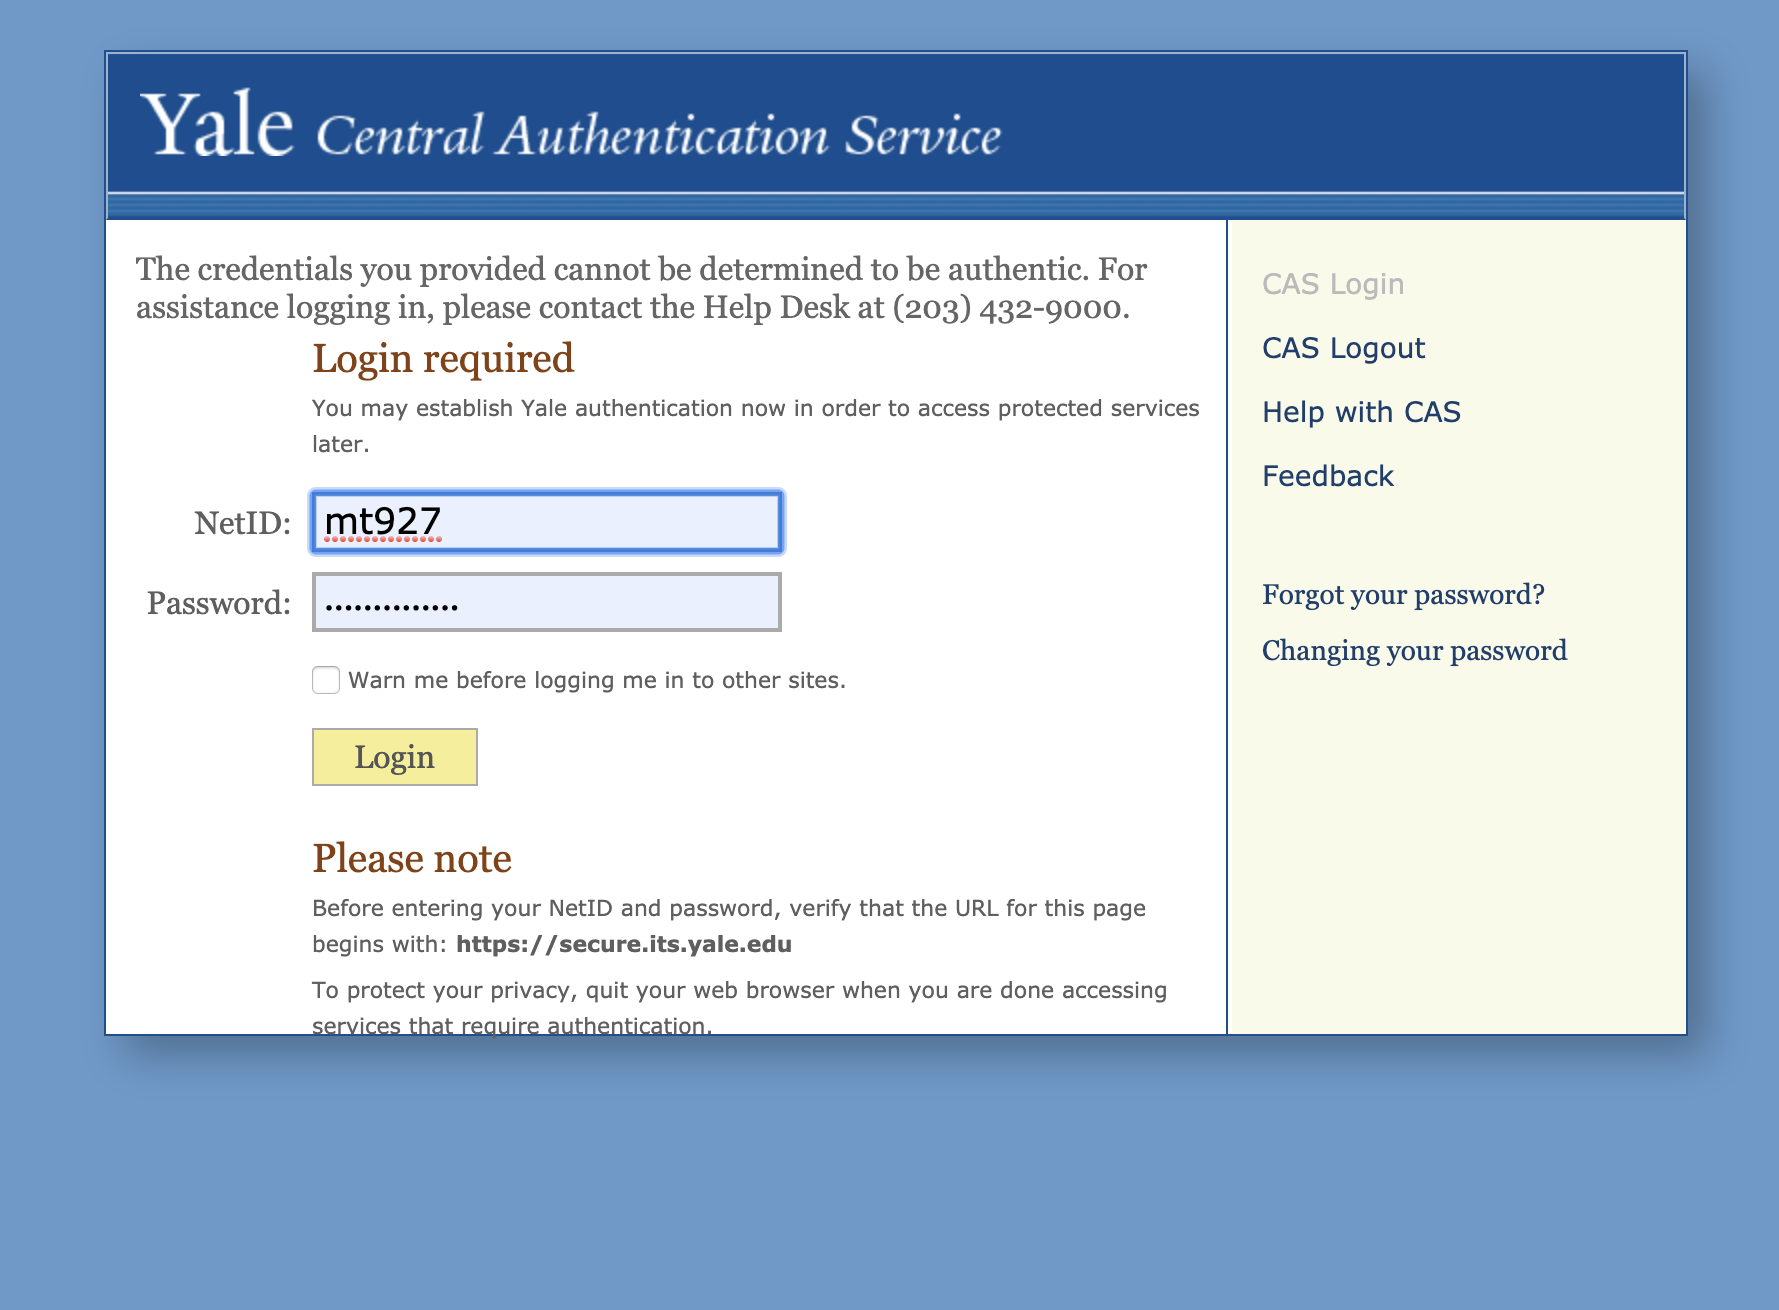 Yale Central Authentication Service
The credentials you provided cannot be determined to be authentic. For
assistance logging in, please contact the Help Desk at (203) 432-9000.
Login required
You may establish Yale authentication now in order to access protected services
later.
NetID: mt927
Password: ··············
Warn me before logging me in to other sites.
Login
Please note
Before entering your NetID and password, verify that the URL for this page
begins with: https://secure.its.yale.edu
To protect your privacy, quit your web browser when you are done accessing
services that require authentication.
CAS Login
CAS Logout
Help with CAS
Feedback
Forgot your password?
Changing your password